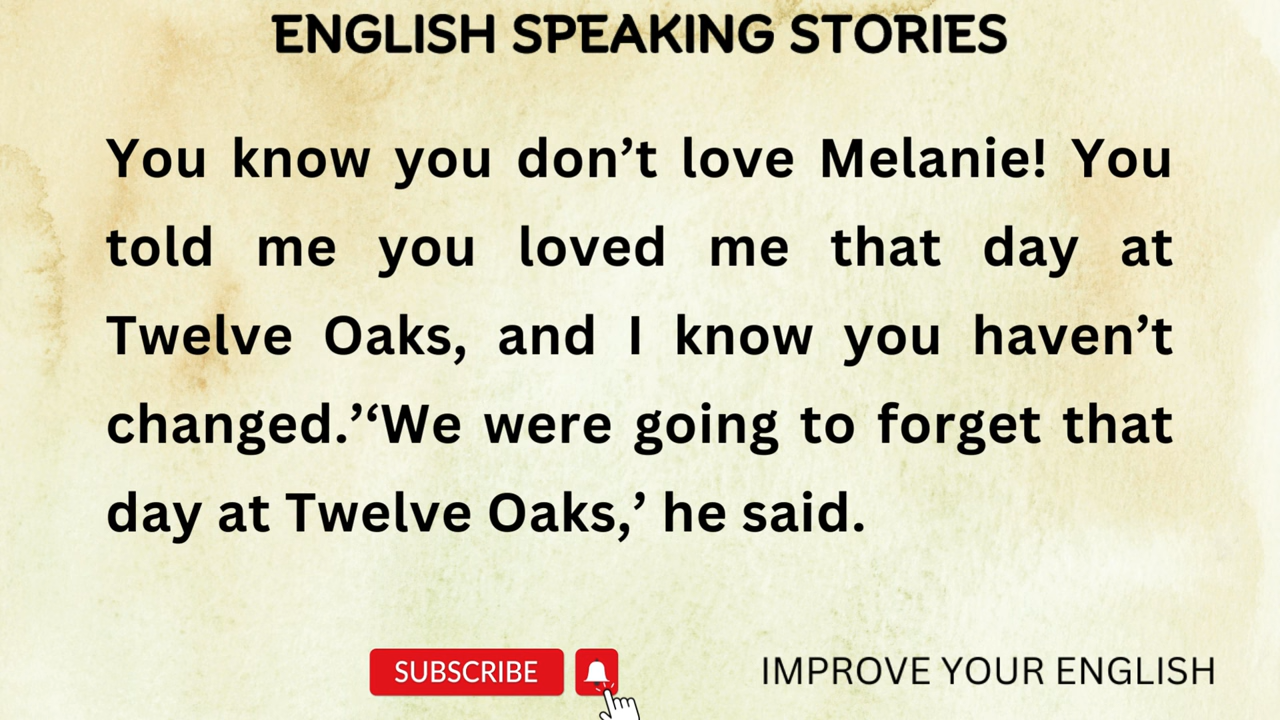 ENGLISH SPEAKING STORIES
You know you don’t love Melanie! You
told me you loved me that day at
Twelve Oaks, and I know you haven’t
changed.’‘We were going to forget that
day at Twelve Oaks,’ he said.
SUBSCRIBE
IMPROVE YOUR ENGLISH